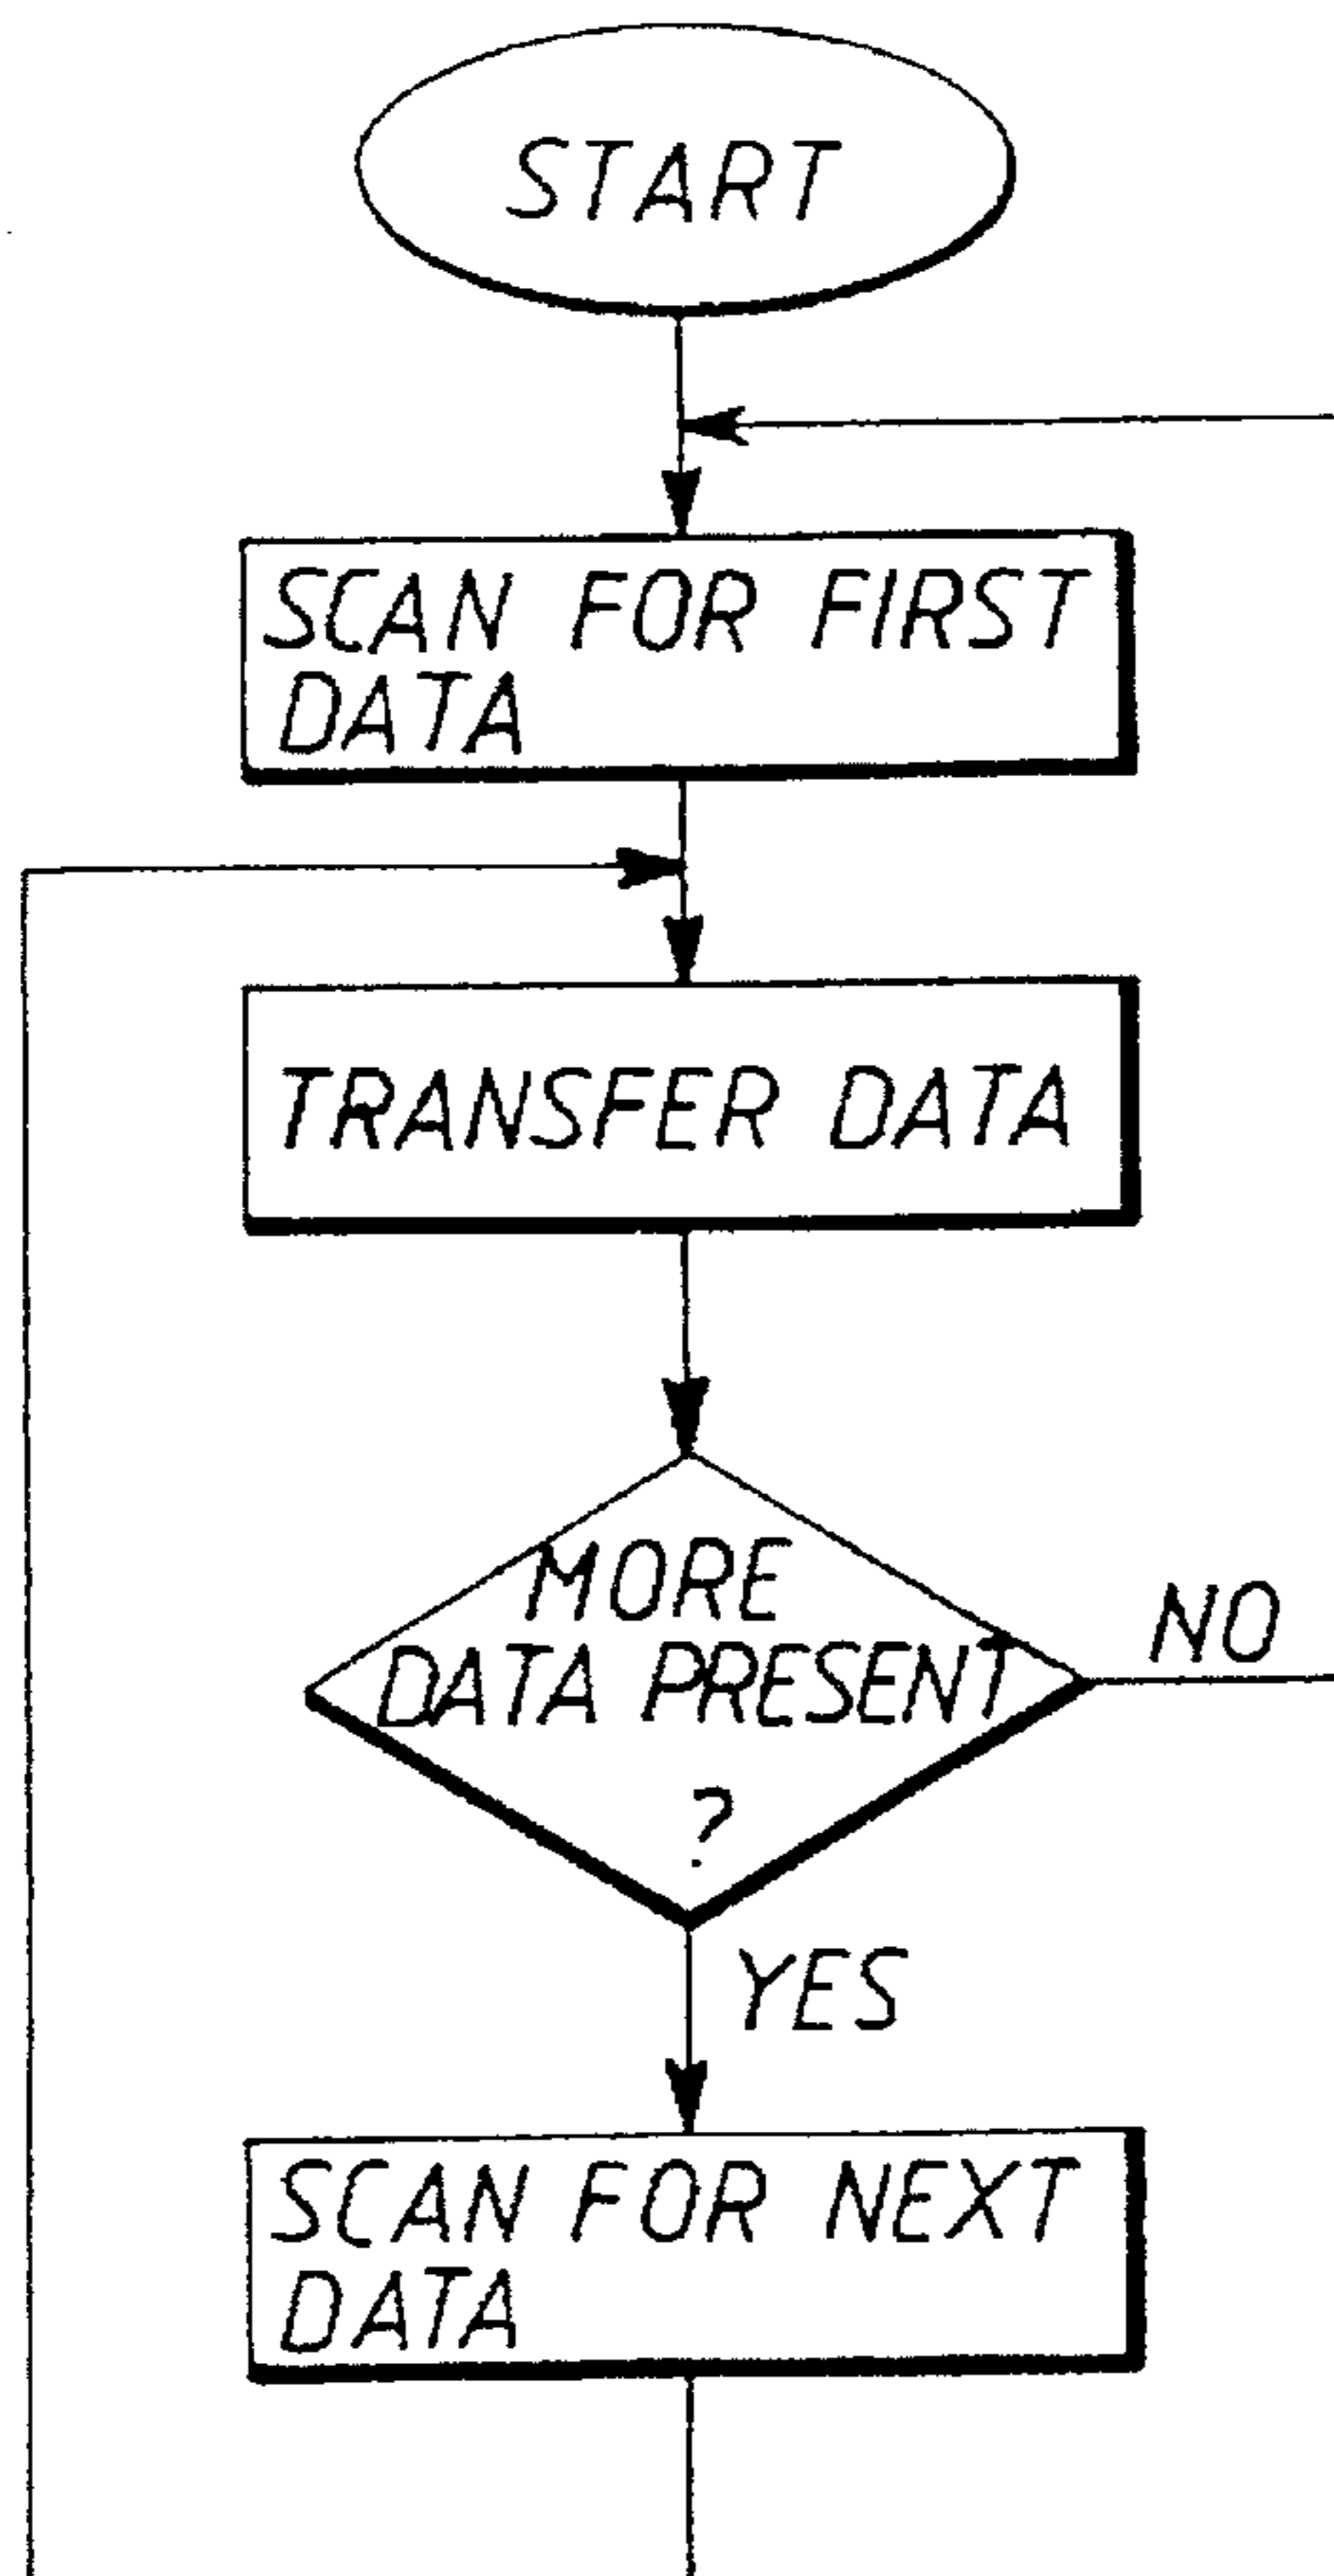 START
SCAN FOR FIRST
DATA
TRANSFER DATA
MORE
DATA PRESENT
?
NO
YES
SCAN FOR NEXT
DATA